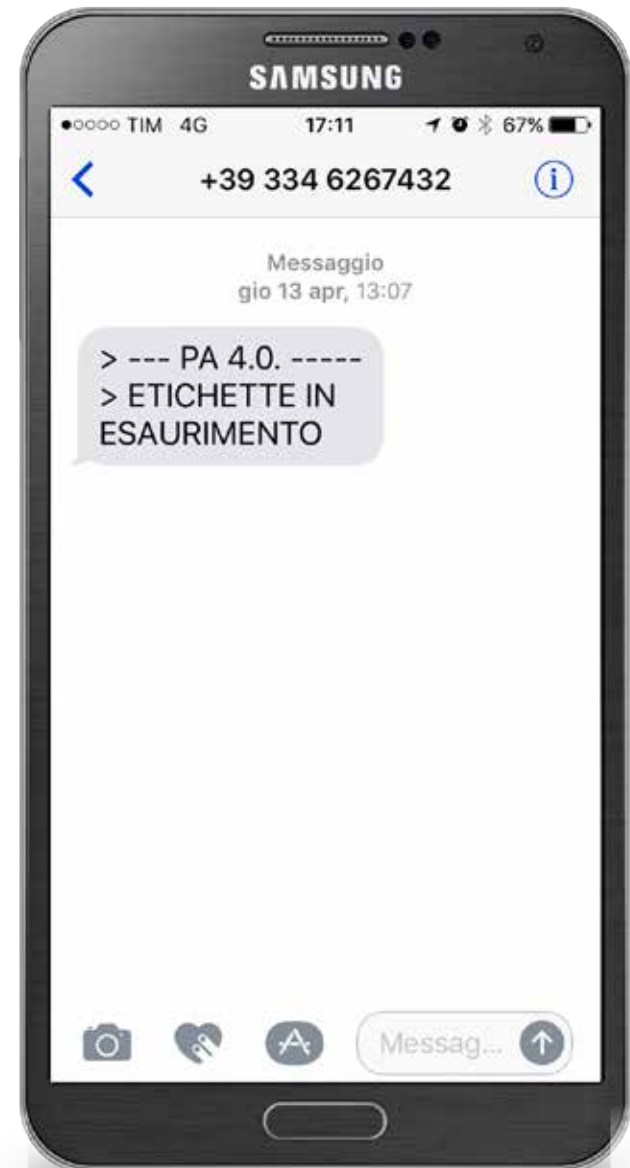 SAMSUNG
●○○○○ TIM 4G 17:11 67%
+39 334 6267432
Messaggio
gio 13 apr, 13:07
> --- PA 4.0. -----
> ETICHETTE IN
ESAURIMENTO
Messag...